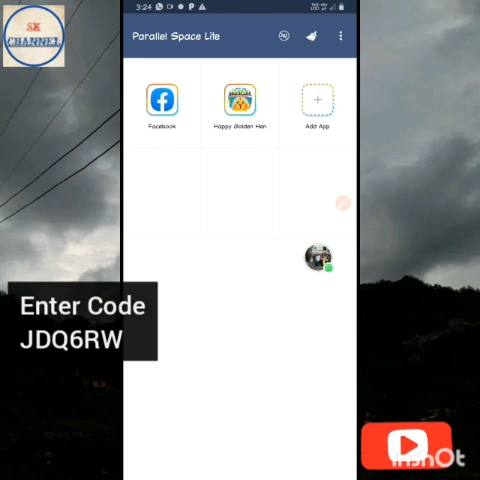 SK
CHANNEL
3:24
Parallel Space Lite
Facebook
Happy Golden Hen
Add App
Enter Code
JDQ6RW
InShOt